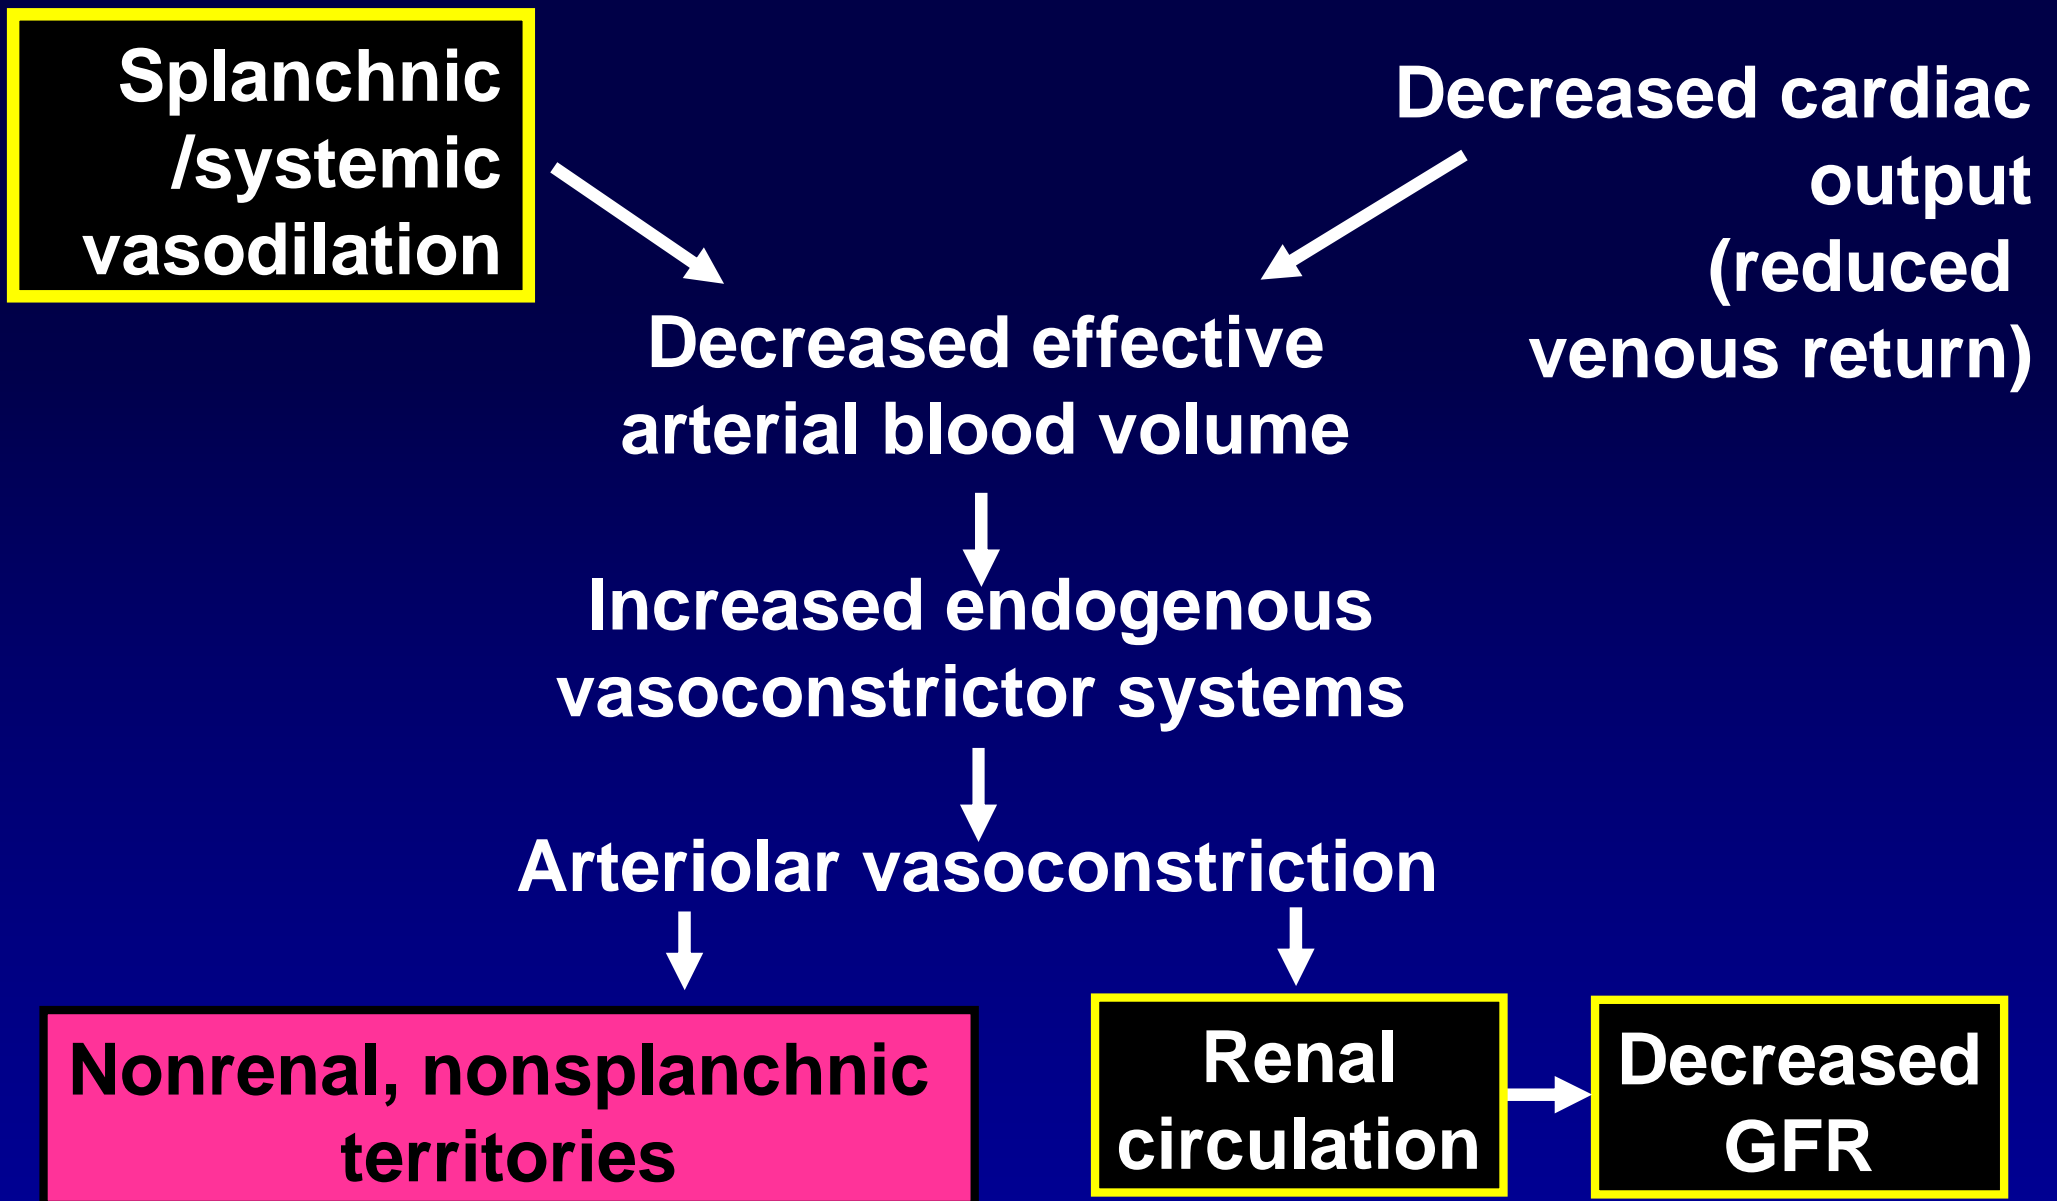 Splanchnic
/systemic
vasodilation
Decreased cardiac
output
(reduced
venous return)
Decreased effective
arterial blood volume
Increased endogenous
vasoconstrictor systems
Arteriolar vasoconstriction
Nonrenal, nonsplanchnic
territories
Renal
circulation
Decreased
GFR